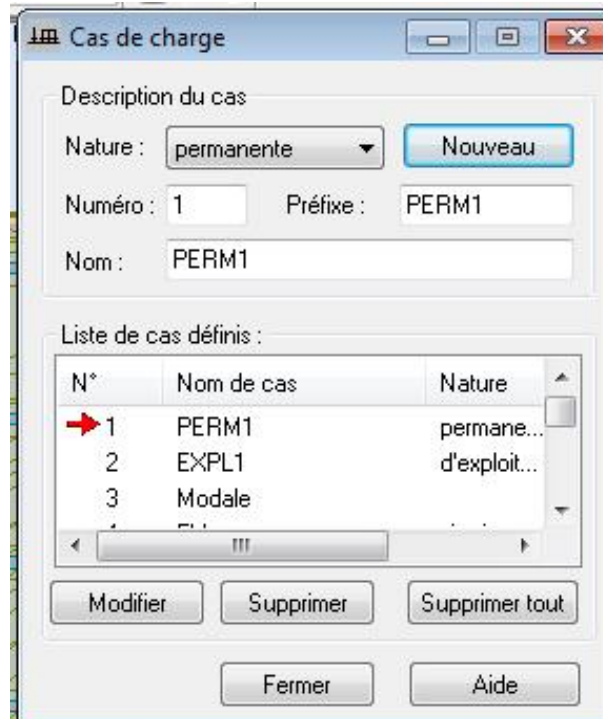 Cas de charge
Description du cas
Nature : permanente Nouveau
Numéro : 1 Préfixe : PERM1
Nom : PERM1
Liste de cas définis :
N° Nom de cas Nature
1 PERM1 permane...
2 EXPL1 d'exploit...
3 Modale
Modifier Supprimer Supprimer tout
Fermer Aide